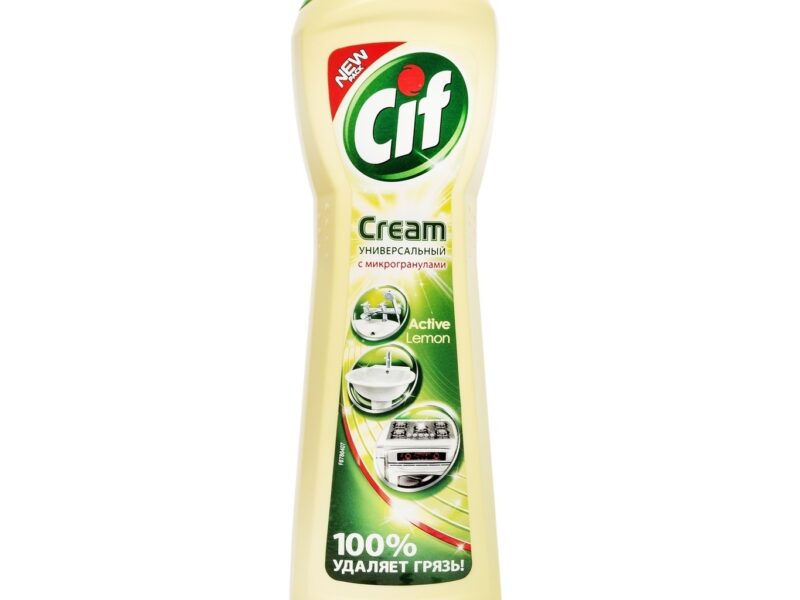 NEW
PACK
Cif
Cream
УНИВЕРСАЛЬНЫЙ
с микрогранулами
Active
Lemon
100%
УДАЛЯЕТ ГРЯЗЬ!